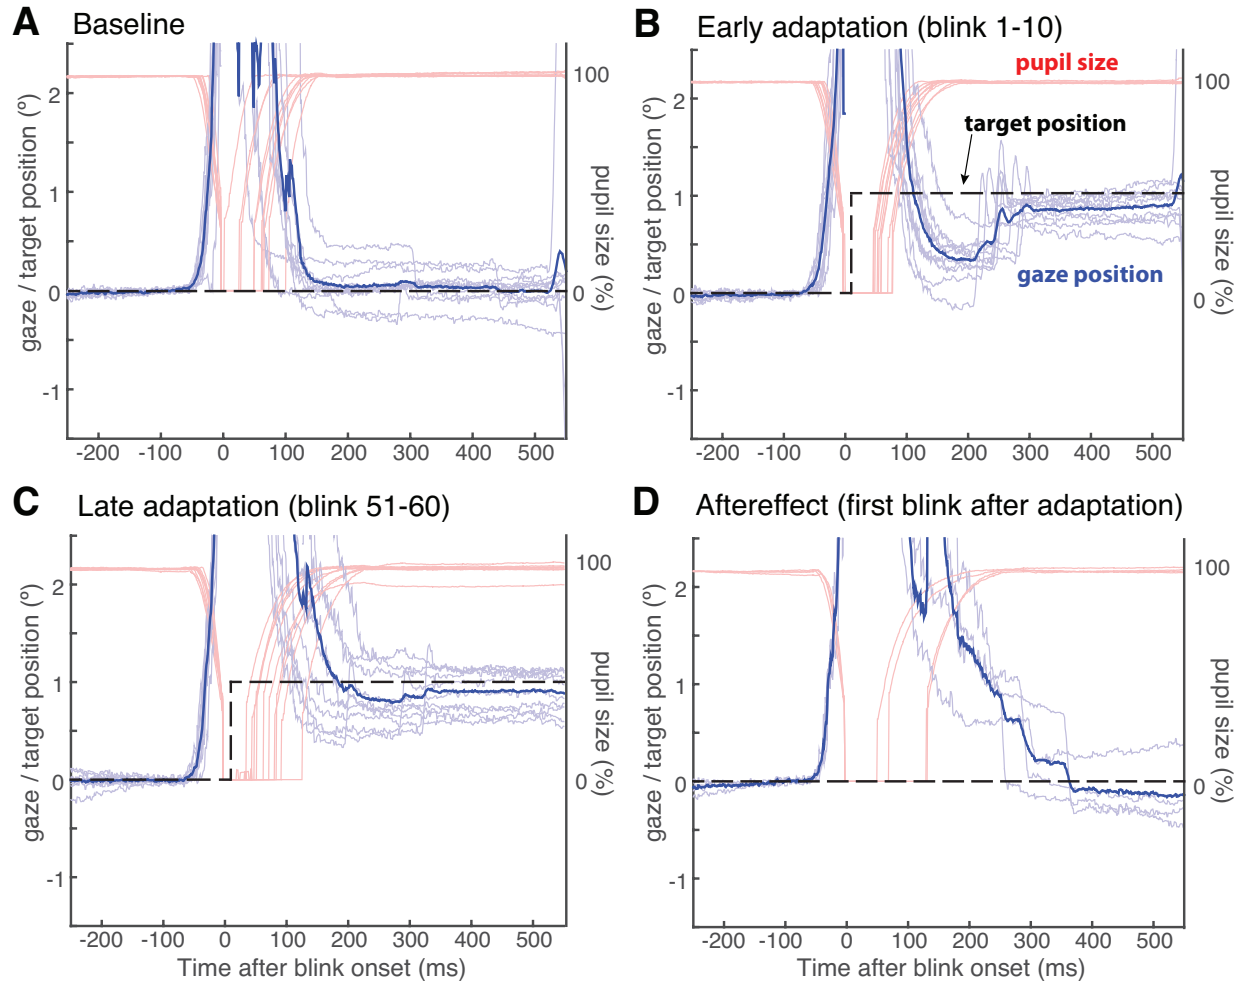 A Baseline
gaze / target position (°)
2
1
0
-1
100
0
pupil size (%)
-200 -100 0 100 200 300 400 500
B Early adaptation (blink 1-10)
pupil size
target position
gaze position
gaze / target position (°)
2
1
0
-1
100
0
pupil size (%)
-200 -100 0 100 200 300 400 500
C Late adaptation (blink 51-60)
gaze / target position (°)
2
1
0
-1
100
0
pupil size (%)
-200 -100 0 100 200 300 400 500
Time after blink onset (ms)
D Aftereffect (first blink after adaptation)
gaze / target position (°)
2
1
0
-1
100
0
pupil size (%)
-200 -100 0 100 200 300 400 500
Time after blink onset (ms)